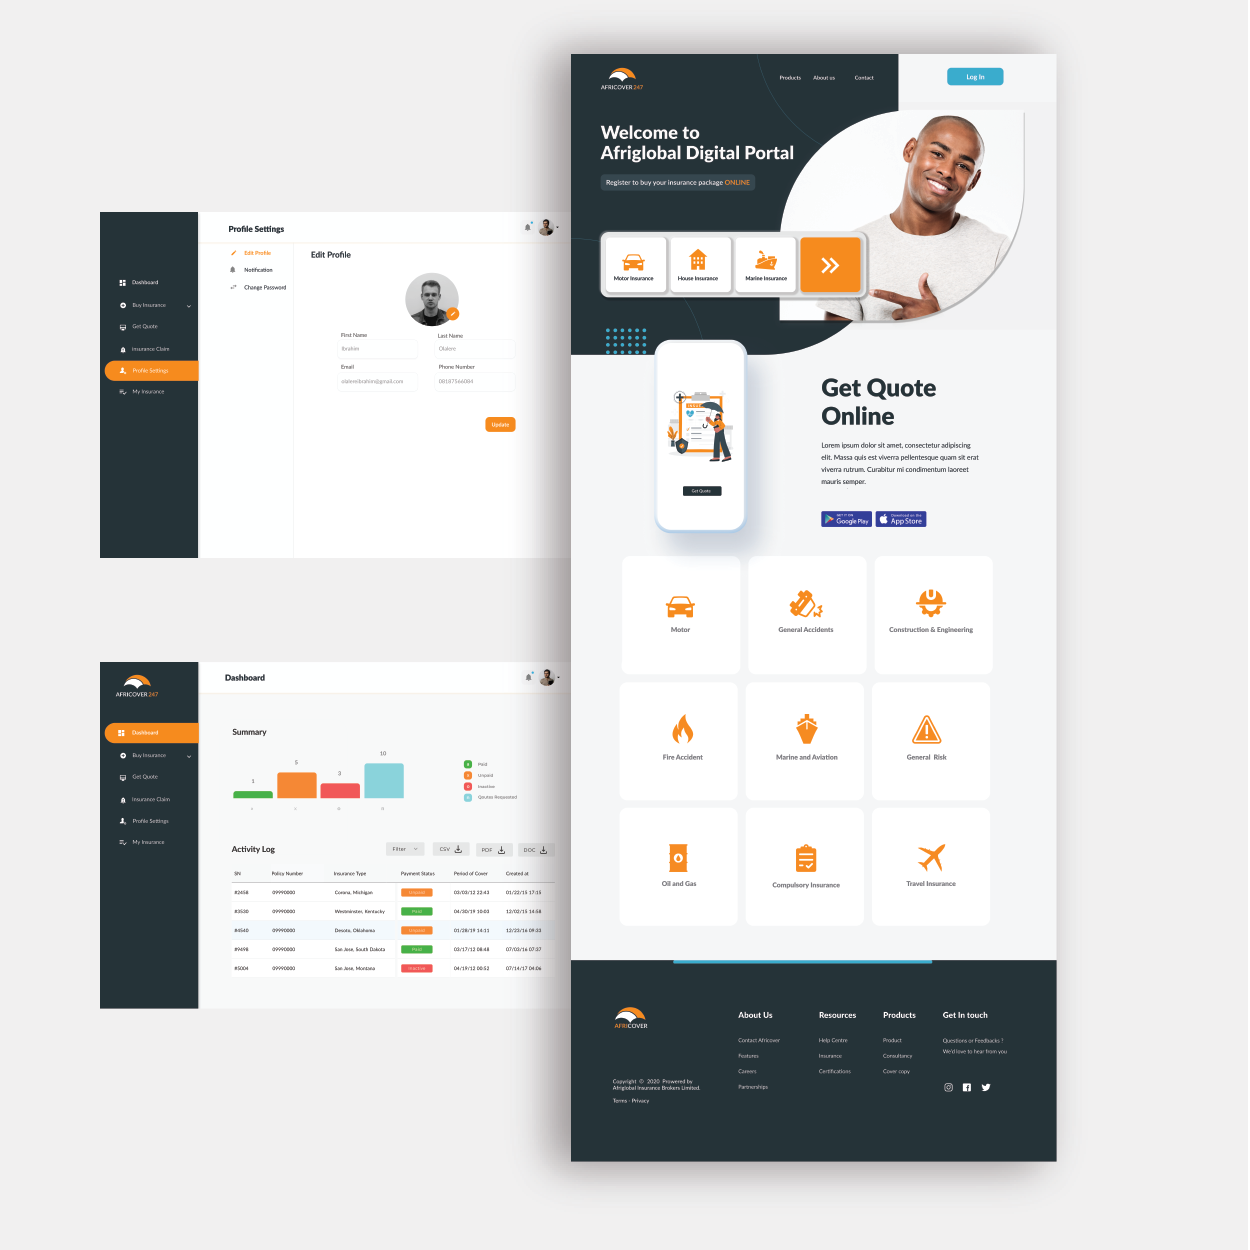 AFRICOVER 247
Products
About us
Contact
Log In
Welcome to
Afriglobal Digital Portal
Register to buy your insurance package ONLINE
Motor Insurance
House Insurance
Marine Insurance
Get Quote
Get Quote
Online
Lorem ipsum dolor sit amet, consectetur adipiscing
elit. Massa quis est viverra pellentesque quam sit erat
viverra rutrum. Curabitur mi condimentum laoreet
mauris semper.
GET IT ON
Google Play
Download on the
App Store
Motor
General Accidents
Construction & Engineering
Fire Accident
Marine and Aviation
General Risk
Oil and Gas
Compulsory Insurance
Travel Insurance
AFRICOVER
Copyright © 2020 Prowered by
Afriglobal Insurance Brokers Limited.
Terms - Privacy
About Us
Contact Africover
Features
Careers
Partnerships
Resources
Help Centre
Insurance
Certifications
Products
Product
Consultancy
Cover copy
Get In touch
Questions or Feedbacks ?
We'd love to hear from you
Dashboard
Buy Insurance
Get Quote
Insurance Claim
Profile Settings
My Insurance
Profile Settings
Edit Profile
Notification
Change Password
Edit Profile
First Name
Last Name
Ibrahim
Olalere
Email
Phone Number
olalereibrahim@gmail.com
08187566084
Update
AFRICOVER 247
Dashboard
Buy Insurance
Get Quote
Insurance Claim
Profile Settings
My Insurance
Dashboard
Summary
1
5
3
10
Paid
Unpaid
Inactive
Qoutes Requested
Activity Log
Filter
CSV
PDF
DOC
SN Policy Number Insurance Type Payment Status Period of Cover Created at
#2458 09990000 Corona, Michigan Unpaid 03/03/12 22:43 01/22/15 17:15
#3530 09990000 Westminster, Kentucky Paid 04/30/19 10:03 12/02/15 14:58
#4540 09990000 Desoto, Oklahoma Unpaid 01/28/19 14:11 12/23/16 09:33
#9498 09990000 San Jose, South Dakota Paid 03/17/12 08:48 07/03/16 07:37
#5004 09990000 San Jose, Montana Inactive 04/19/12 00:52 07/14/17 04:06